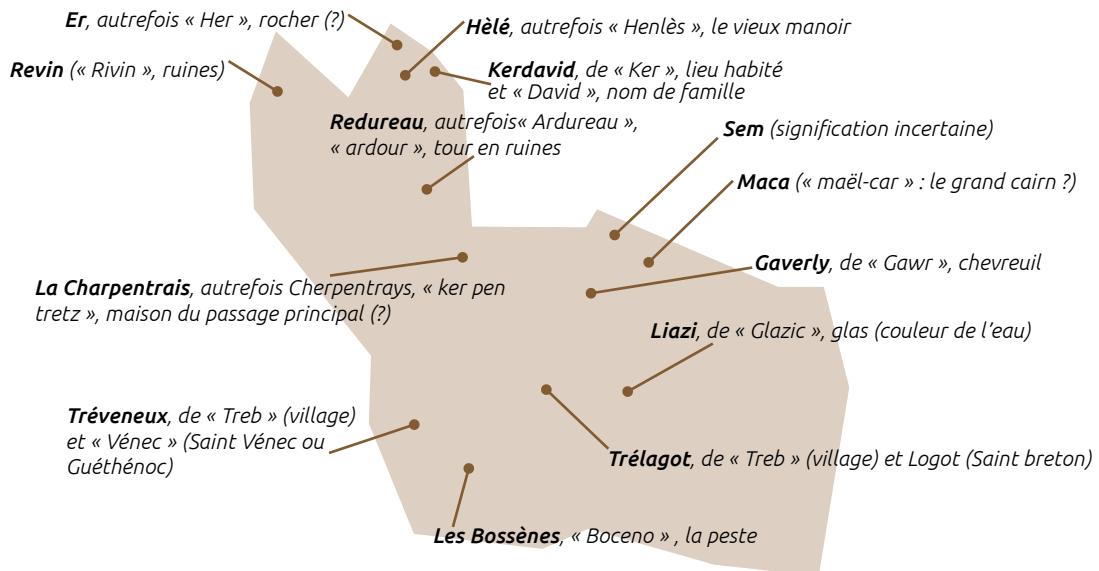 Er, autrefois « Her », rocher (?)
Hèlé, autrefois « Henlès », le vieux manoir
Revin (« Rivin », ruines)
Kerdavid, de « Ker », lieu habité
et « David », nom de famille
Redureau, autrefois« Ardureau »,
« ardour », tour en ruines
Sem (signification incertaine)
Maca (« maël-car » : le grand cairn ?)
Gaverly, de « Gawr », chevreuil
La Charpentrais, autrefois Cherpentrays, « ker pen
tretz », maison du passage principal (?)
Liazi, de « Glazic », glas (couleur de l’eau)
Tréveneux, de « Treb » (village)
et « Vénec » (Saint Vénec ou
Guéthénoc)
Trélagot, de « Treb » (village) et Logot (Saint breton)
Les Bossènes, « Boceno » , la peste